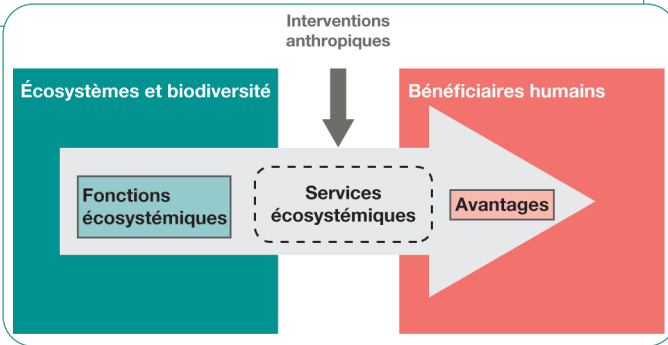 Interventions
anthropiques
Écosystèmes et biodiversité
Bénéficiaires humains
Fonctions
écosystémiques
Services
écosystémiques
Avantages